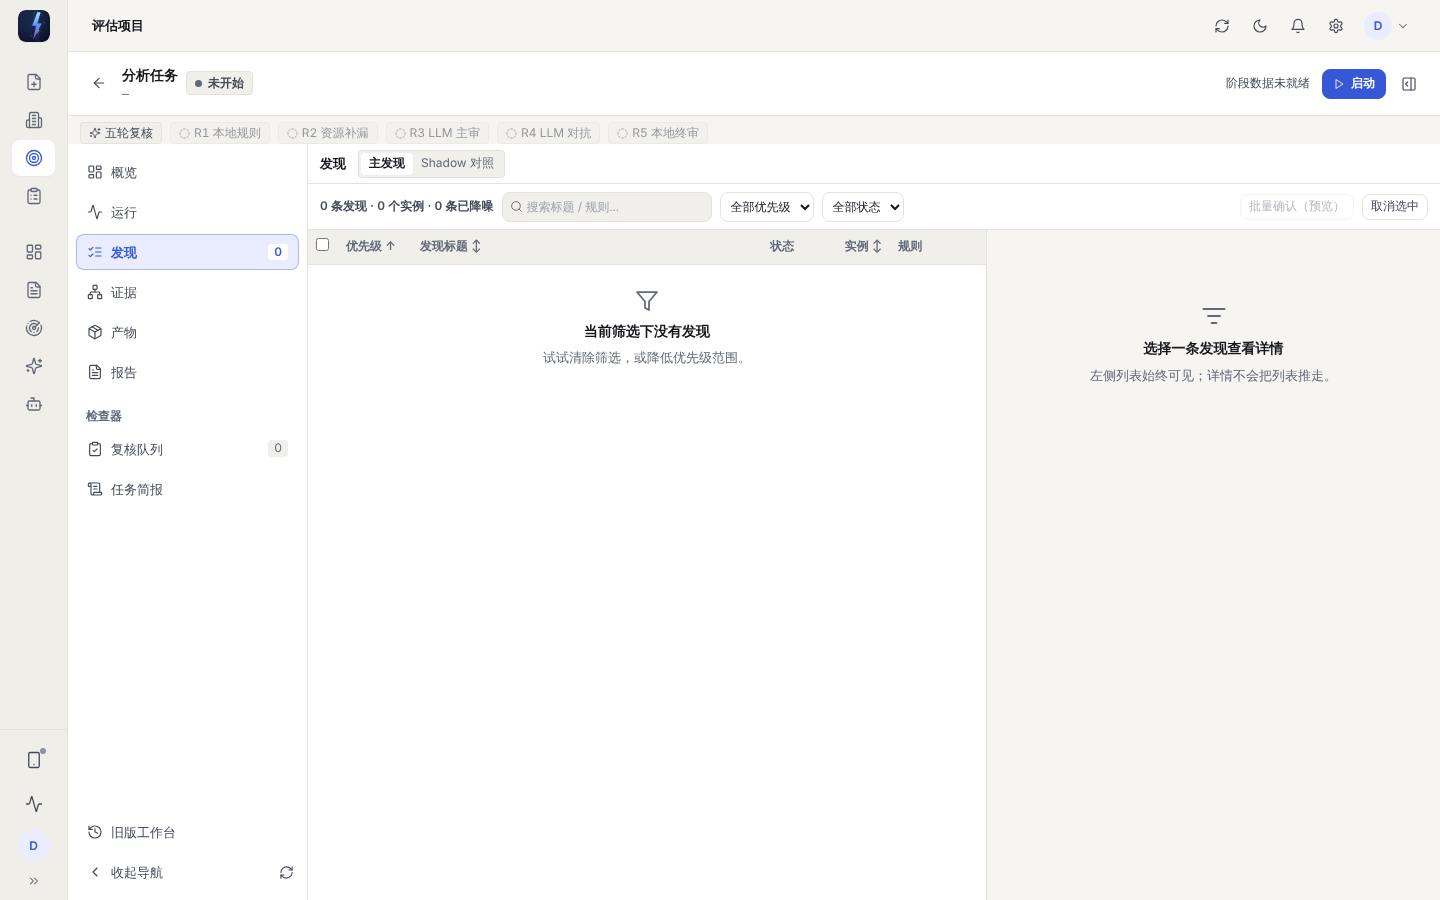 评估项目
D
分析任务
—
未开始
阶段数据未就绪
启动
五轮复核
R1 本地规则
R2 资源补漏
R3 LLM 主审
R4 LLM 对抗
R5 本地终审
概览
运行
发现 0
证据
产物
报告
检查器
复核队列 0
任务简报
旧版工作台
收起导航
D
发现
主发现
Shadow 对照
0 条发现 · 0 个实例 · 0 条已降噪
搜索标题 / 规则...
全部优先级
全部状态
批量确认（预览）
取消选中
优先级
发现标题
状态
实例
规则
当前筛选下没有发现
试试清除筛选，或降低优先级范围。
选择一条发现查看详情
左侧列表始终可见；详情不会把列表推走。